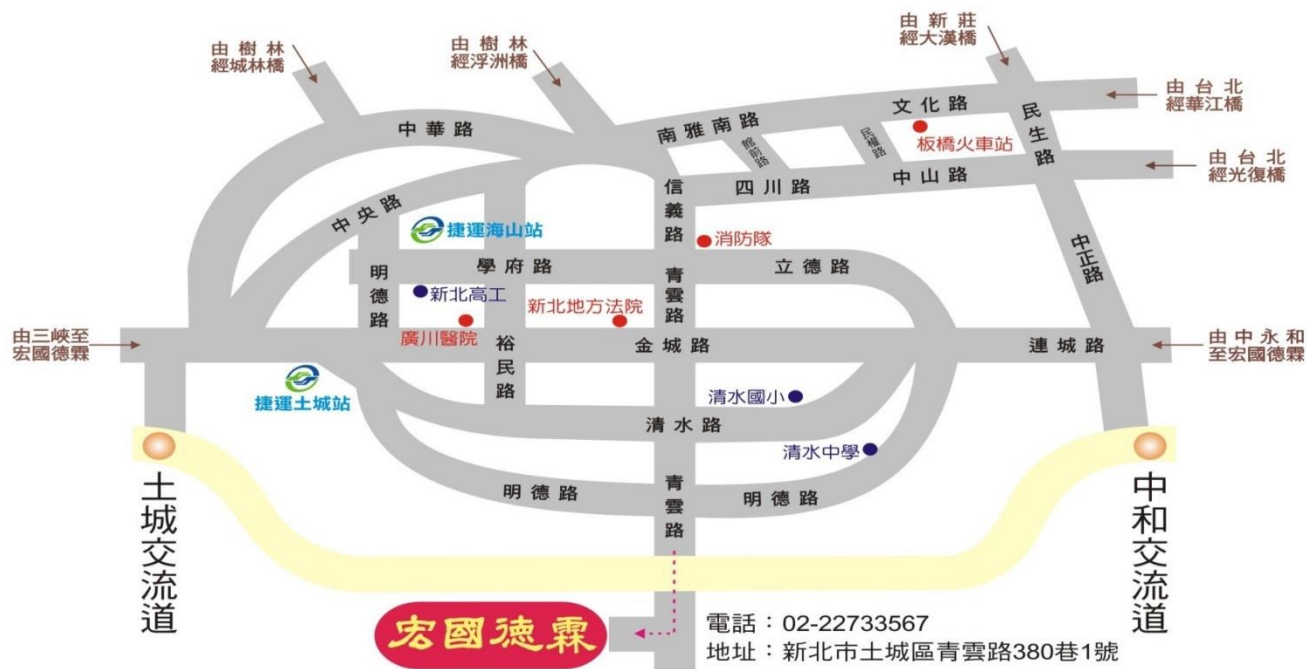 由樹林
經城林橋
由樹林
經浮洲橋
由新莊
經大漢橋
由台北
經華江橋
由台北
經光復橋
中華路
南雅南路
文化路
民生路
館前路
民權路
板橋火車站
四川路
中山路
信義路
中央路
捷運海山站
消防隊
中正路
明德路
學府路
青雲路
立德路
新北高工
新北地方法院
廣川醫院
由三峽至
宏國德霖
裕民路
金城路
連城路
由中永和
至宏國德霖
捷運土城站
清水國小
清水路
清水中學
土城交流道
中和交流道
明德路
青雲路
明德路
宏國德霖
電話：02-22733567
地址：新北市土城區青雲路380巷1號